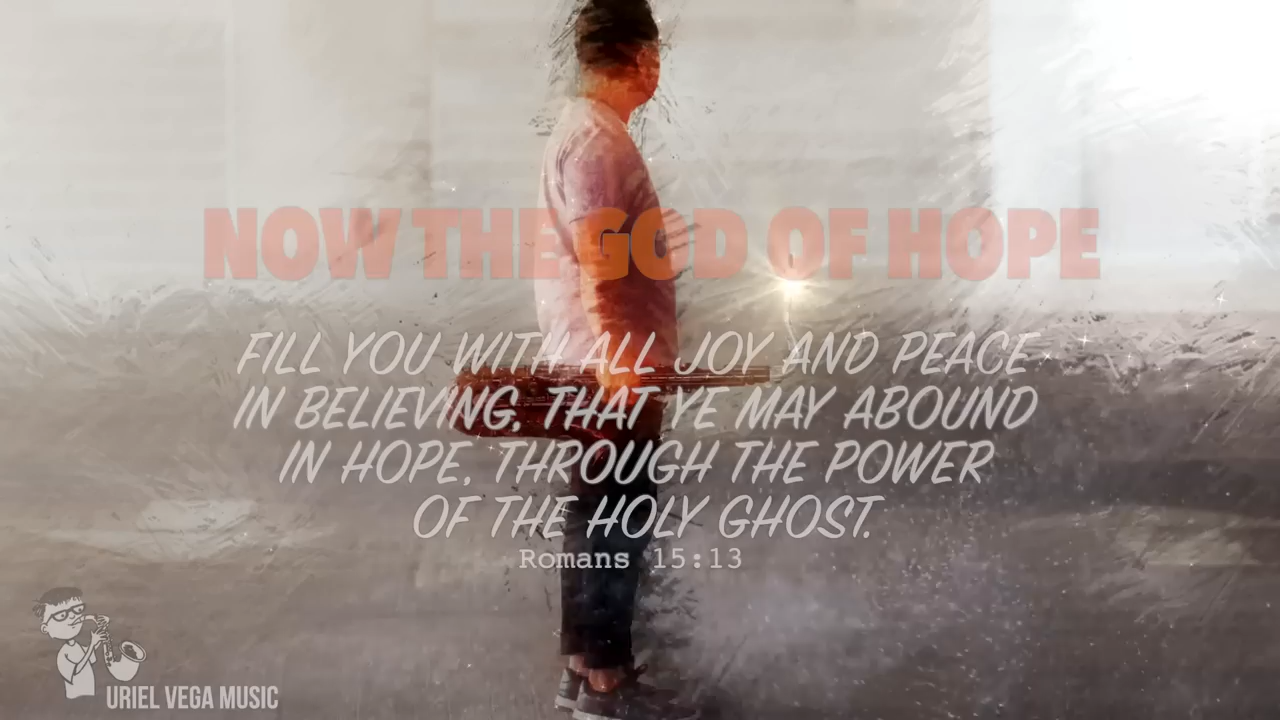 NOW THE GOD OF HOPE
FILL YOU WITH ALL JOY AND PEACE
IN BELIEVING, THAT YE MAY ABOUND
IN HOPE, THROUGH THE POWER
OF THE HOLY GHOST.
Romans 15:13
URIEL VEGA MUSIC